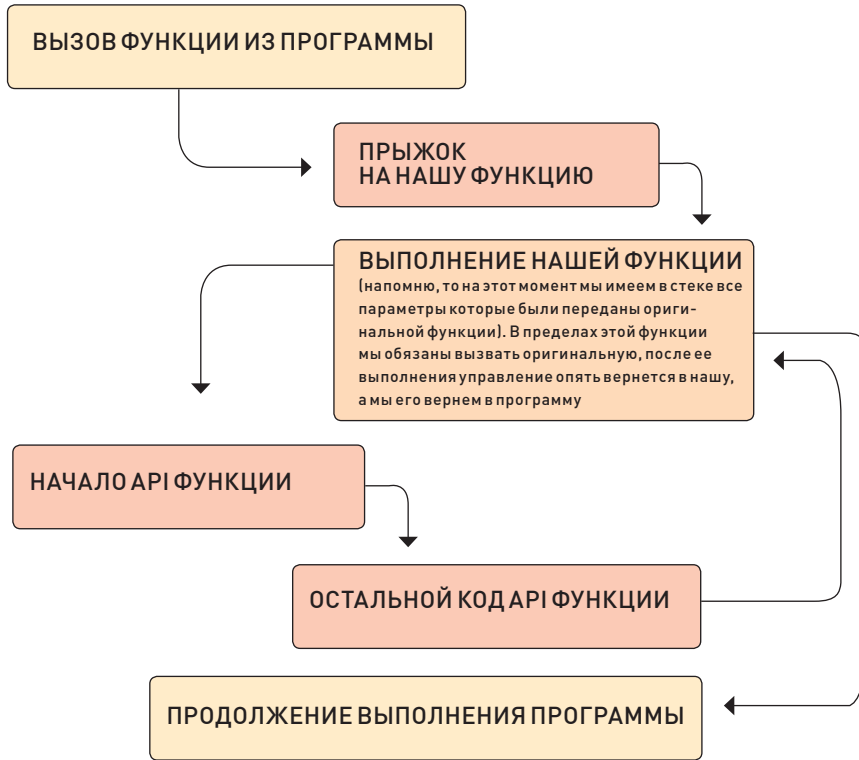 ВЫЗОВ ФУНКЦИИ ИЗ ПРОГРАММЫ
ПРЫЖОК
НА НАШУ ФУНКЦИЮ
ВЫПОЛНЕНИЕ НАШЕЙ ФУНКЦИИ
(напомню, то на этот момент мы имеем в стеке все
параметры которые были переданы ориги-
нальной функции). В пределах этой функции
мы обязаны вызвать оригинальную, после ее
выполнения управление опять вернется в нашу,
а мы его вернем в программу
НАЧАЛО API ФУНКЦИИ
ОСТАЛЬНОЙ КОД API ФУНКЦИИ
ПРОДОЛЖЕНИЕ ВЫПОЛНЕНИЯ ПРОГРАММЫ